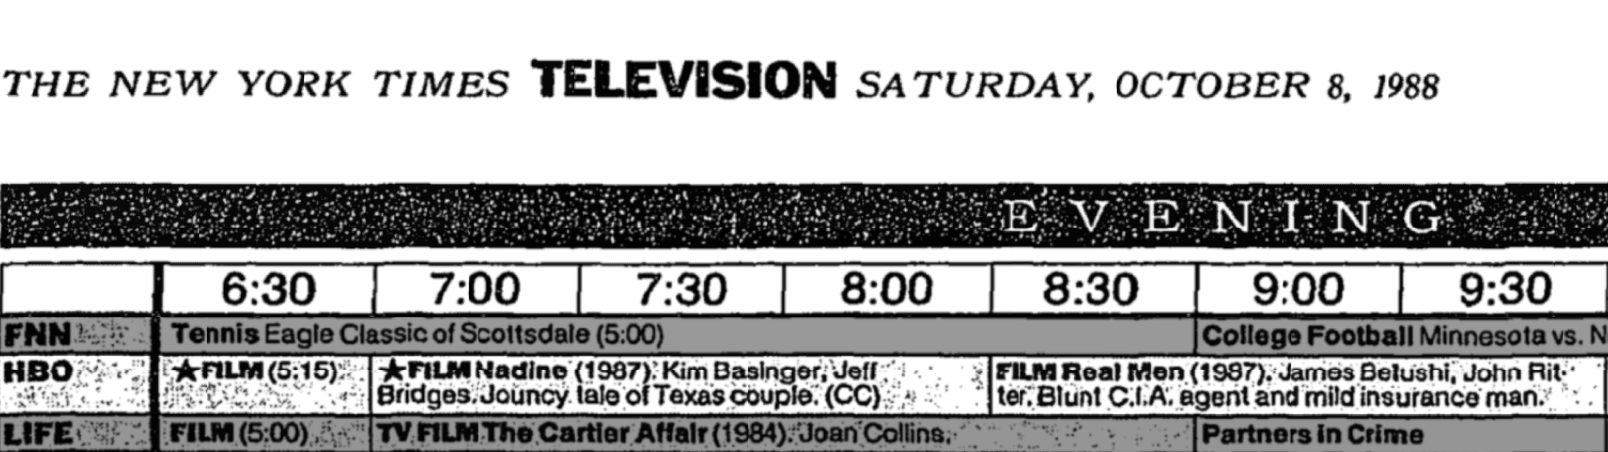 THE NEW YORK TIMES TELEVISION SATURDAY, OCTOBER 8, 1988
EVENING
6:30 7:00 7:30 8:00 8:30 9:00 9:30
FNN Tennis Eagle Classic of Scottsdale (5:00) College Football Minnesota vs. N
HBO ★FILM (5:15) ★FILM Nadine (1987). Kim Basinger, Jeff FILM Real Men (1987). James Belushi, John Rit-
Bridges. Jouncy tale of Texas couple. (CC) ter. Blunt C.I.A. agent and mild insurance man.
LIFE FILM (5:00) TV FILM The Cartier Affair (1984). Joan Collins. Partners in Crime